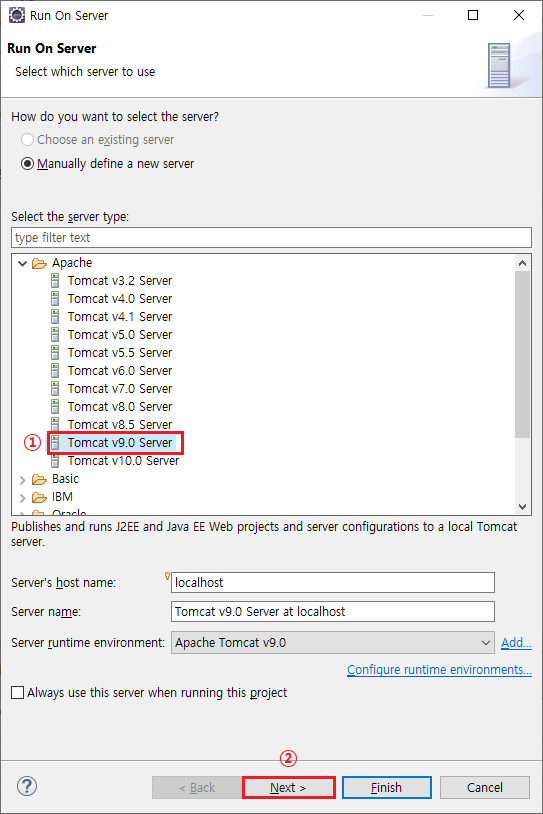 Run On Server
Run On Server
Select which server to use
How do you want to select the server?
Choose an existing server
Manually define a new server
Select the server type:
type filter text
Apache
Tomcat v3.2 Server
Tomcat v4.0 Server
Tomcat v4.1 Server
Tomcat v5.0 Server
Tomcat v5.5 Server
Tomcat v6.0 Server
Tomcat v7.0 Server
Tomcat v8.0 Server
Tomcat v8.5 Server
① Tomcat v9.0 Server
Tomcat v10.0 Server
Basic
IBM
Oracle
Publishes and runs J2EE and Java EE Web projects and server configurations to a local Tomcat
server.
Server's host name: localhost
Server name: Tomcat v9.0 Server at localhost
Server runtime environment: Apache Tomcat v9.0 Add...
Configure runtime environments...
Always use this server when running this project
②
? < Back Next > Finish Cancel